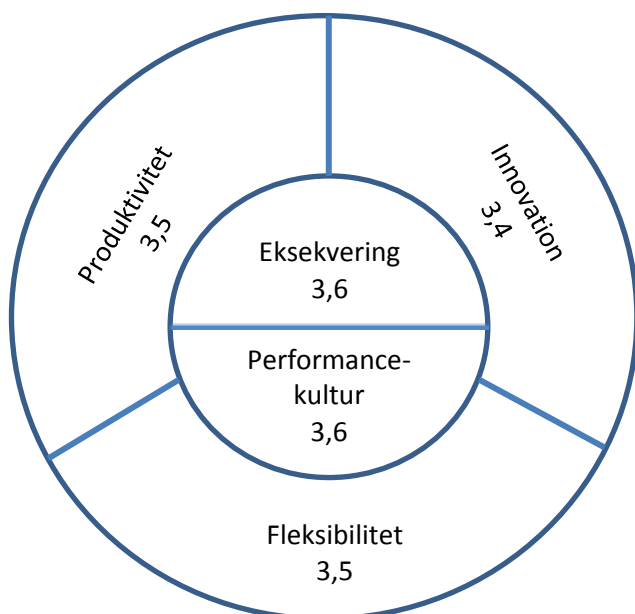 Produktivitet
3,5
Innovation
3,4
Eksekvering
3,6
Performance-
kultur
3,6
Fleksibilitet
3,5